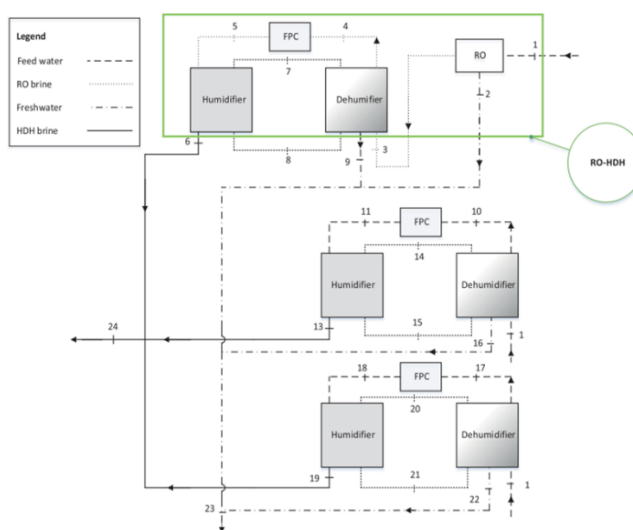 Legend
Feed water
RO brine
Freshwater
HDH brine
5
FPC
4
7
RO
1
2
Humidifier
Dehumifier
6
8
9
3
RO-HDH
11
FPC
10
14
Humidifier
Dehumidifier
24
13
15
16
1
18
FPC
17
20
Humidifier
Dehumidifier
19
21
22
1
23